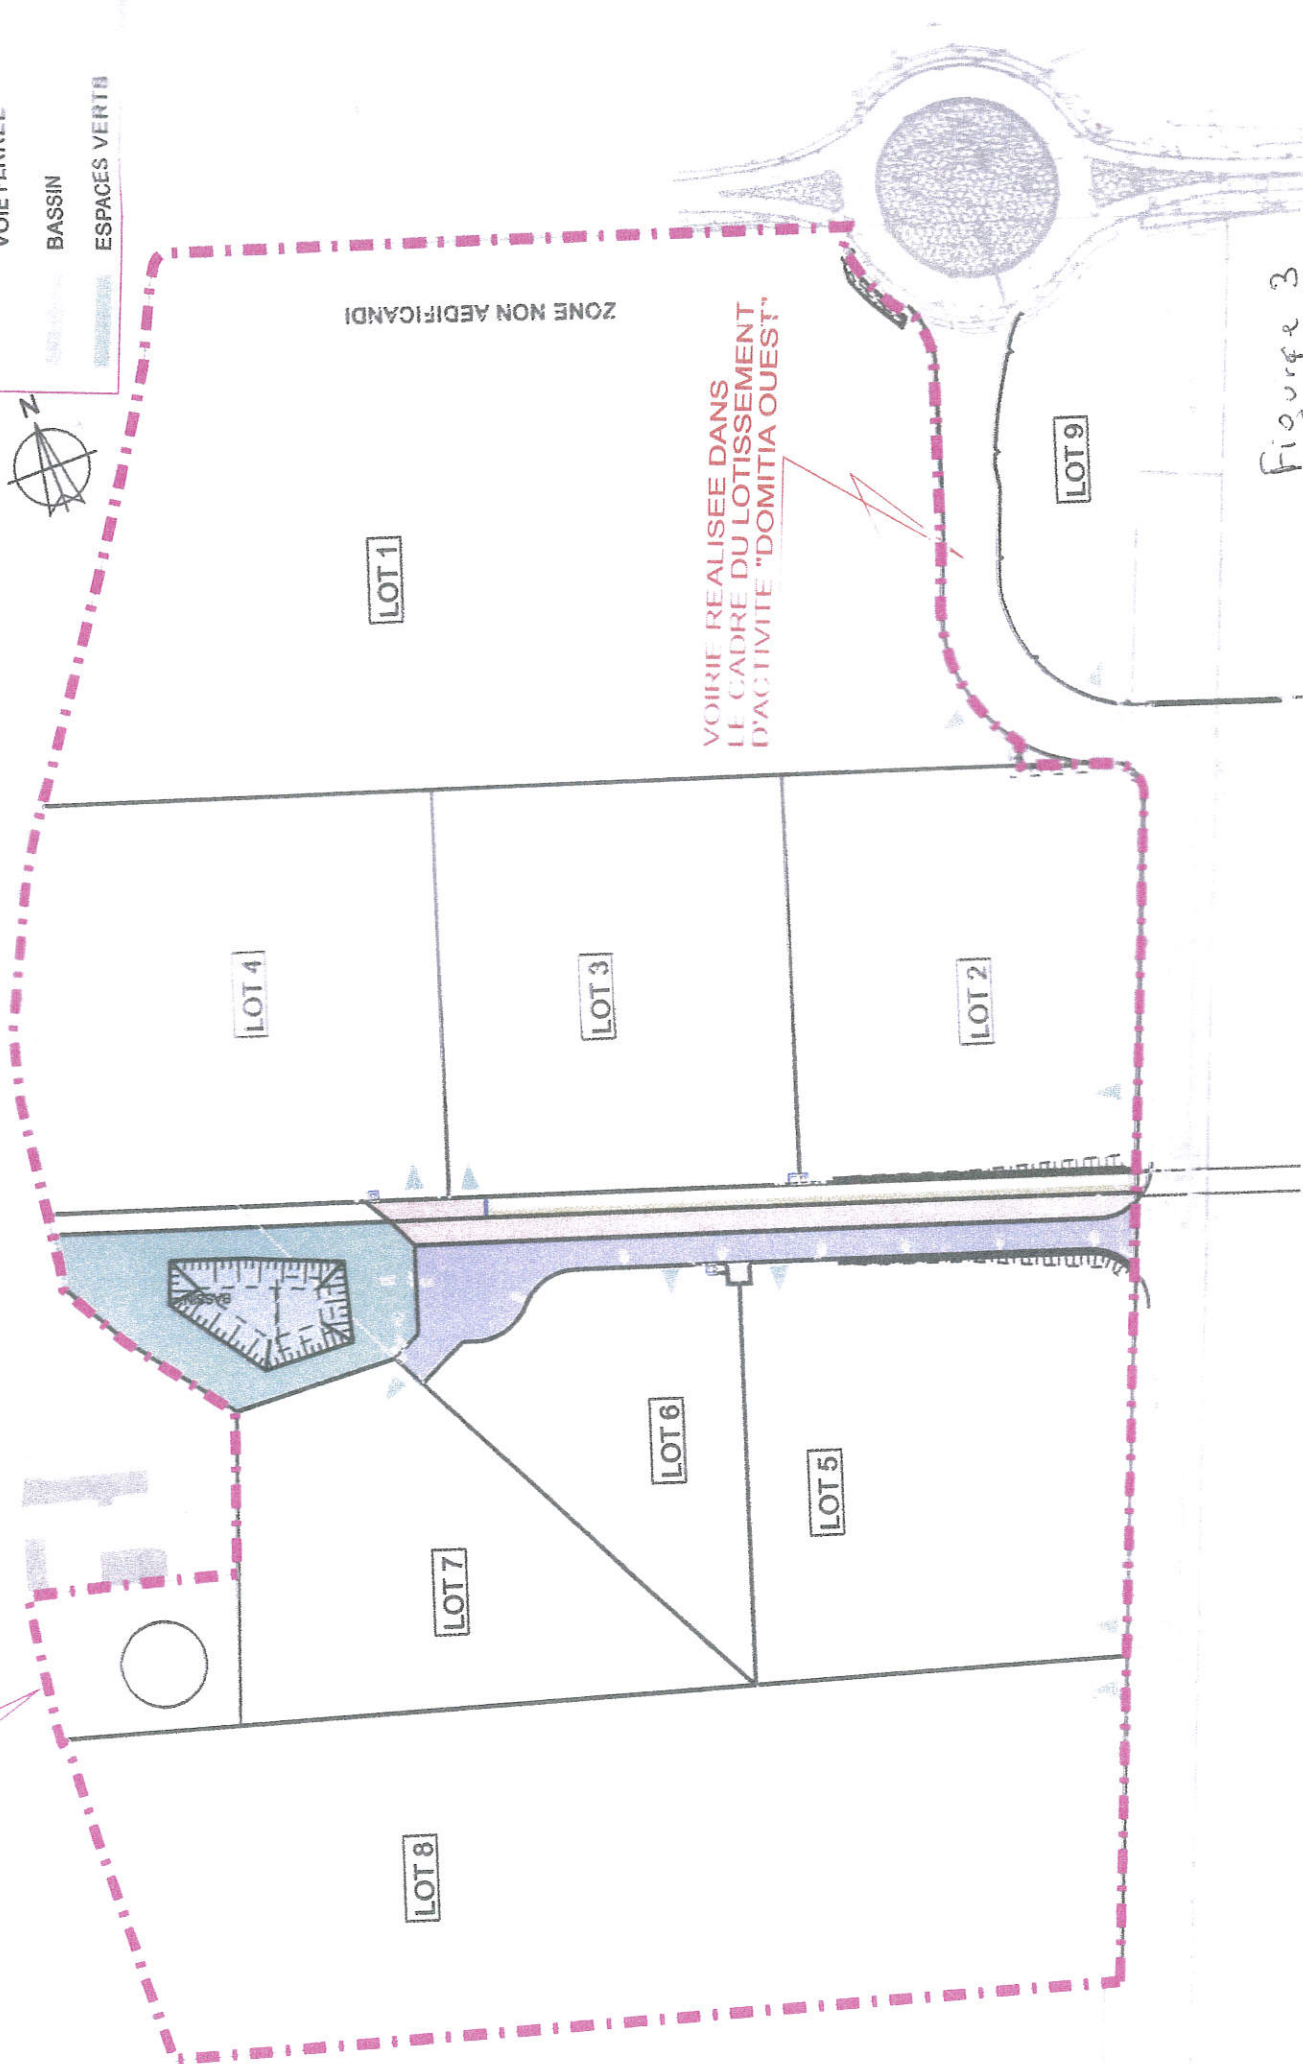 BASSIN
ESPACES VERTS
N
ZONE NON AEDIFICANDI
LOT 1
VOIRIE REALISEE DANS
LE CADRE DU LOTISSEMENT
D'ACTIVITE "DOMITIA OUEST"
LOT 9
Figure 3
LOT 4
LOT 3
LOT 2
BASSIN
LOT 6
LOT 5
LOT 7
LOT 8